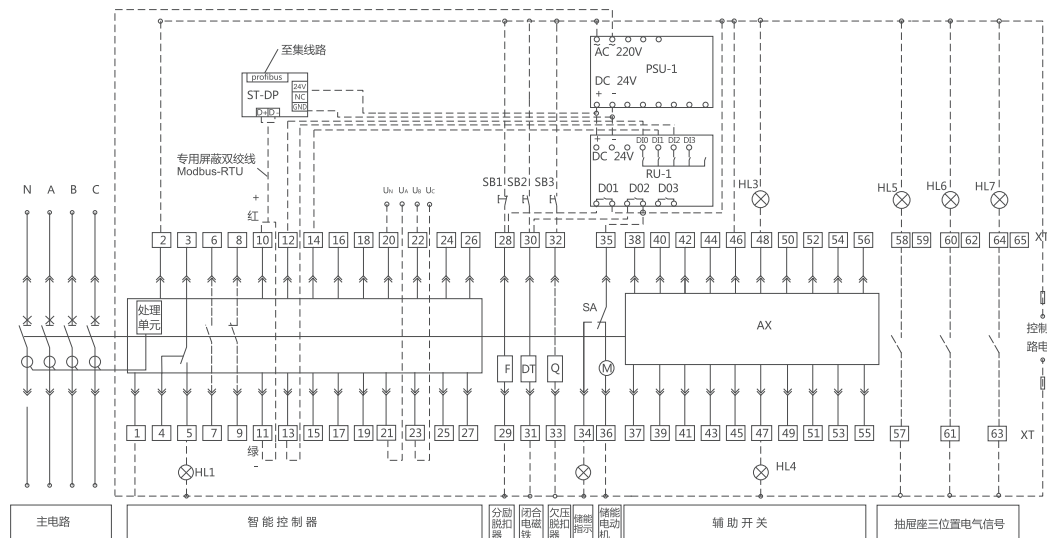 至集线路
profibus
ST-DP
24V
NC
GND
D+
D-
AC 220V
PSU-1
DC 24V
+ -
+ -
DC 24V
DI0 DI1 DI2 DI3
RU-1
D01 D02 D03
专用屏蔽双绞线
Modbus-RTU
+
红
N A B C
UN UA UB UC
SB1 SB2 SB3
HL3
HL5 HL6 HL7
2 3 6 8 10 12 14 16 18 20 22 24 26 28 30 32 35 38 40 42 44 46 48 50 52 54 56 58 59 60 62 64 65
处理
单元
SA
AX
控制
F DT Q M
1 4 5 7 9 11 13 15 17 19 21 23 25 27 29 31 33 34 36 37 39 41 43 45 47 49 51 53 55 57 61 63 XT
绿
-
HL1
HL4
主电路
智能控制器
分励
脱扣
器
闭合
电磁
铁
欠压
脱扣
器
储能
指示
储能
电动
机
辅助开关
抽屉座三位置电气信号